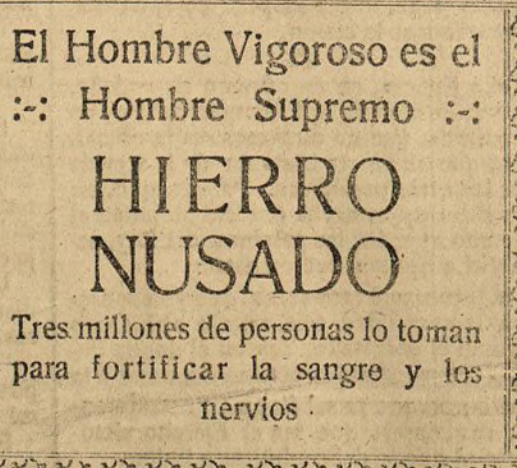 El Hombre Vigoroso es el
:-: Hombre Supremo :-:
HIERRO
NUSADO
Tres millones de personas lo toman
para fortificar la sangre y los
nervios